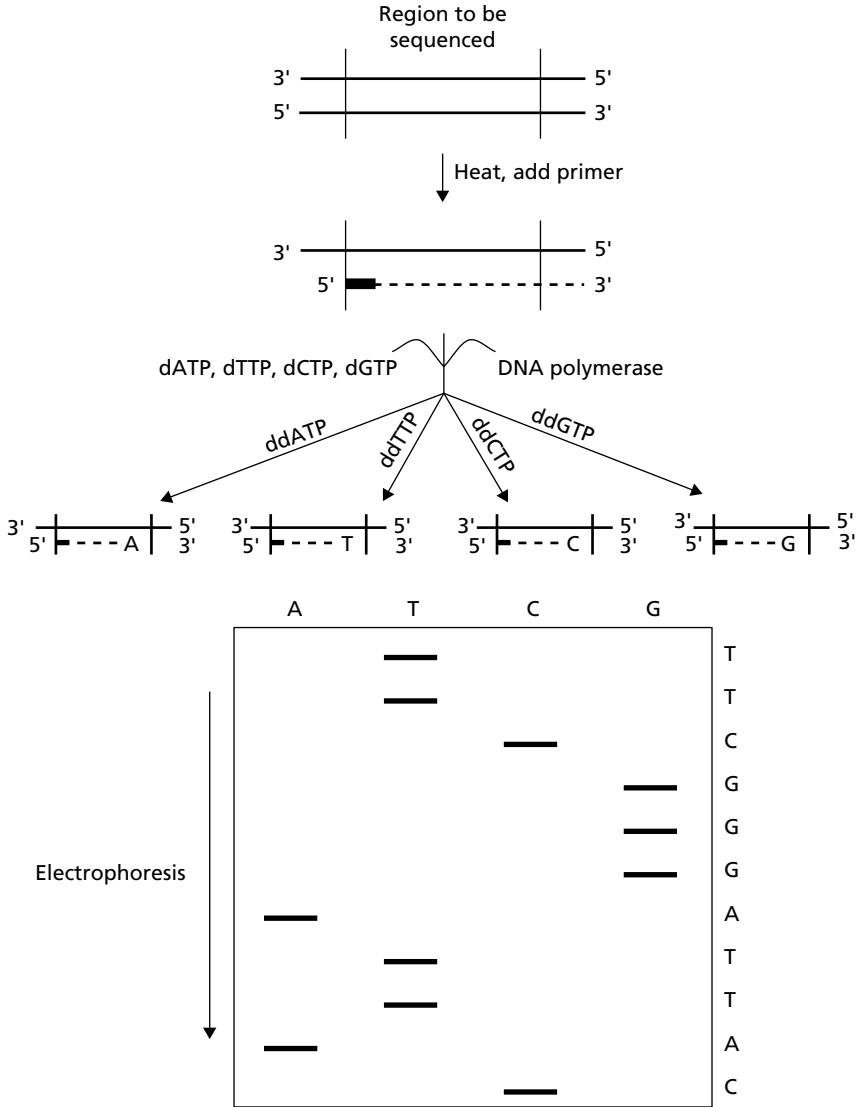 Region to be
sequenced
3' 5'
5' 3'
Heat, add primer
3' 5'
5' 3'
dATP, dTTP, dCTP, dGTP DNA polymerase
ddATP ddTTP ddCTP ddGTP
3' 5' 3' 5' 3' 5' 3' 5'
5' A 3' 5' T 3' 5' C 3' 5' G 3'
A T C G
T
T
C
G
G
G
Electrophoresis
A
T
T
A
C